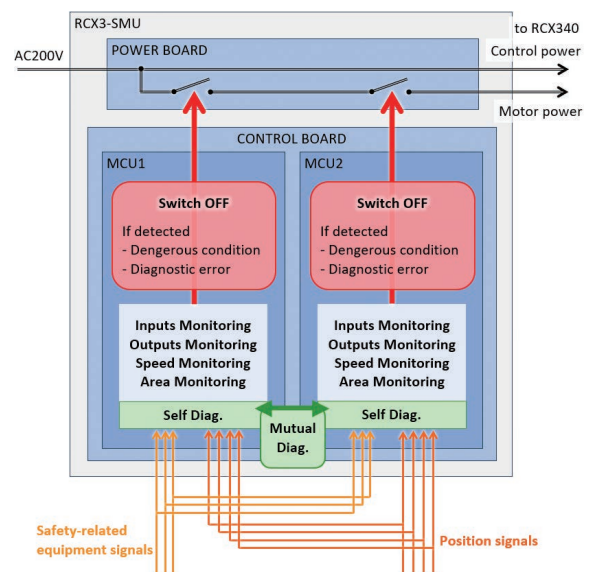 RCX3-SMU
to RCX340
POWER BOARD
Control power
AC200V
Motor power
CONTROL BOARD
MCU1
MCU2
Switch OFF
If detected
- Dengerous condition
- Diagnostic error
Switch OFF
If detected
- Dengerous condition
- Diagnostic error
Inputs Monitoring
Outputs Monitoring
Speed Monitoring
Area Monitoring
Inputs Monitoring
Outputs Monitoring
Speed Monitoring
Area Monitoring
Self Diag.
Self Diag.
Mutual
Diag.
Safety-related
equipment signals
Position signals